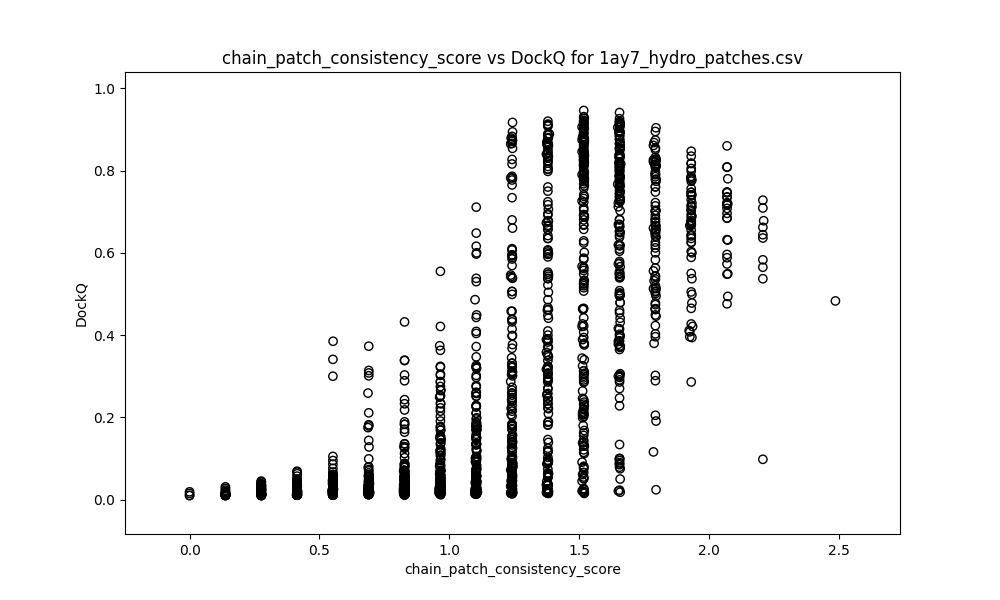 chain_patch_consistency_score vs DockQ for 1ay7_hydro_patches.csv
1.0
0.8
0.6
0.4
0.2
0.0
DockQ
0.0 0.5 1.0 1.5 2.0 2.5
chain_patch_consistency_score